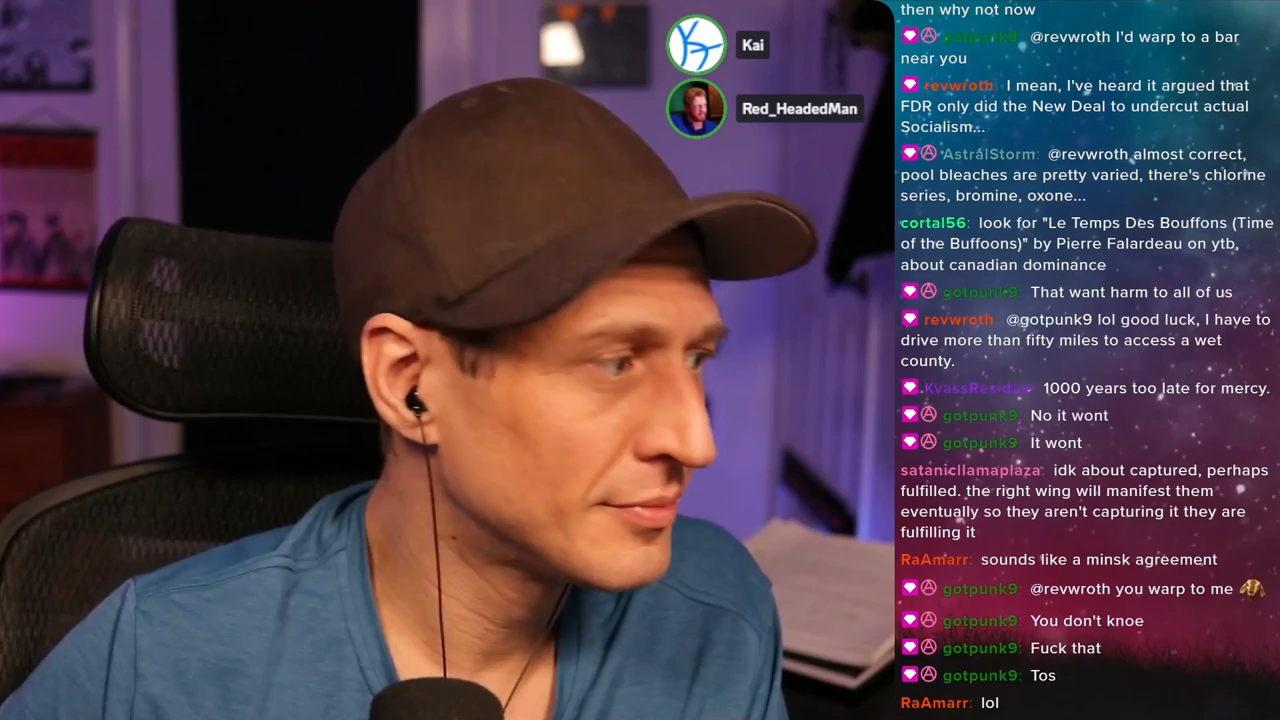 Kai
Red_HeadedMan
then why not now
gotpunk9: @revwroth I'd warp to a bar
near you
revwroth: I mean, I've heard it argued that
FDR only did the New Deal to undercut actual
Socialism...
AstralStorm: @revwroth almost correct,
pool bleaches are pretty varied, there's chlorine
series, bromine, oxone...
cortal56: look for "Le Temps Des Bouffons (Time
of the Buffoons)" by Pierre Falardeau on ytb,
about canadian dominance
gotpunk9: That want harm to all of us
revwroth: @gotpunk9 lol good luck, I have to
drive more than fifty miles to access a wet
county.
KvassResidue: 1000 years too late for mercy.
gotpunk9: No it wont
gotpunk9: It wont
satanicllamaplaza: idk about captured, perhaps
fulfilled. the right wing will manifest them
eventually so they aren't capturing it they are
fulfilling it
RaAmarr: sounds like a minsk agreement
gotpunk9: @revwroth you warp to me
gotpunk9: You don't knoe
gotpunk9: Fuck that
gotpunk9: Tos
RaAmarr: lol